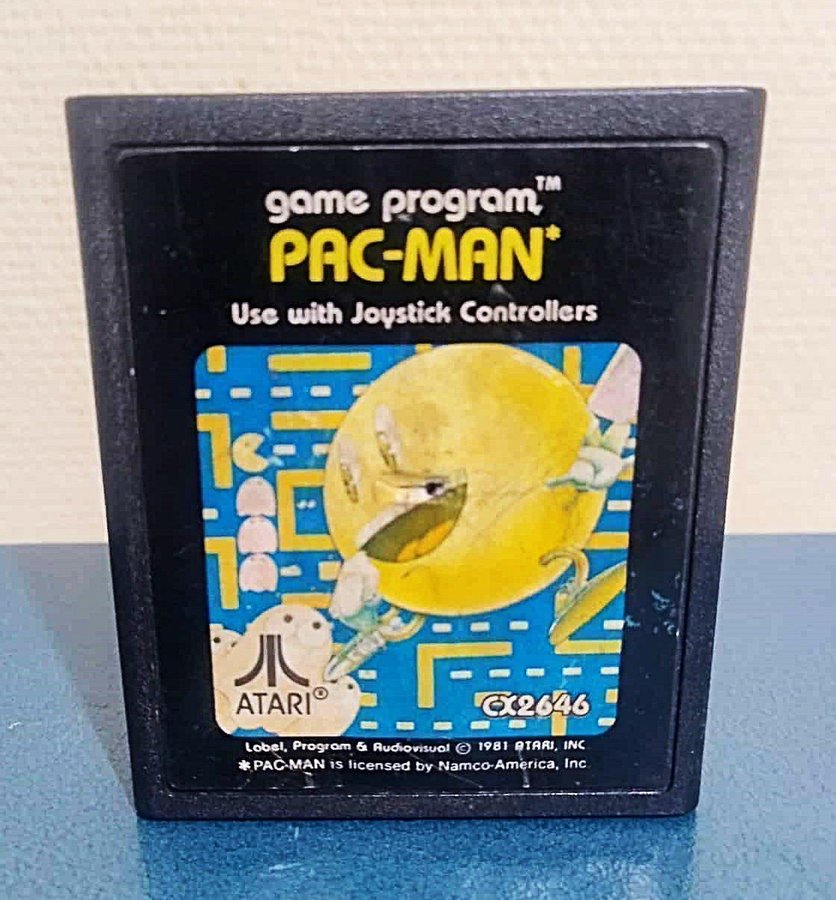 game program™
PAC-MAN*
Use with Joystick Controllers
ATARI®
CX2646
Label, Program & Audiovisual © 1981 ATARI, INC
*PAC-MAN is licensed by Namco-America, Inc.